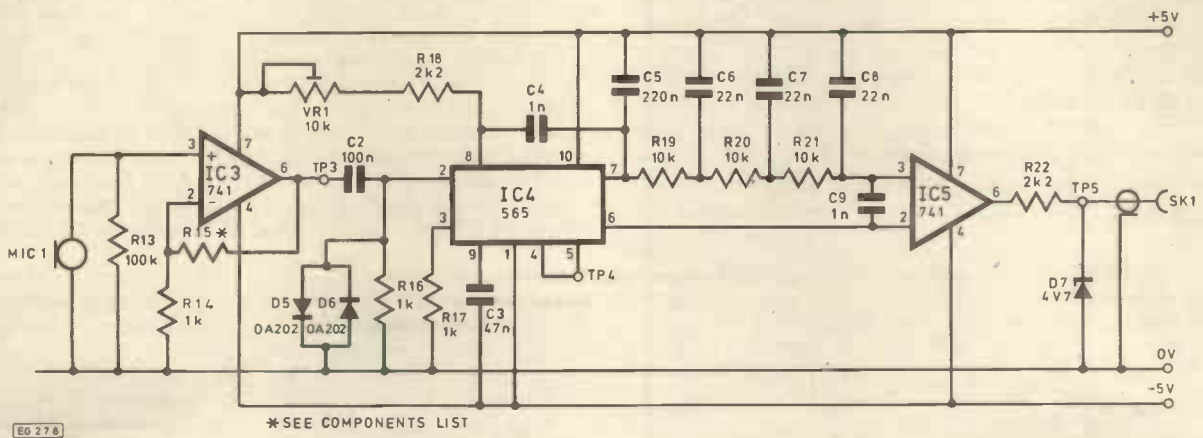 +5V
R18
2k2
VR1
10k
C4
1n
C5
220n
C6
22n
C7
22n
C8
22n
3
+
7
IC3
741
6
2
-
4
TP3
C2
100n
8
10
2
IC4
565
7
3
6
9
1
4
5
TP4
R19
10k
R20
10k
R21
10k
C9
1n
3
7
IC5
741
6
2
4
R22
2k2
TP5
SK1
MIC1
R13
100k
R15*
R14
1k
D5
OA202
D6
OA202
R16
1k
R17
1k
C3
47n
D7
4V7
0V
-5V
*SEE COMPONENTS LIST
EG278